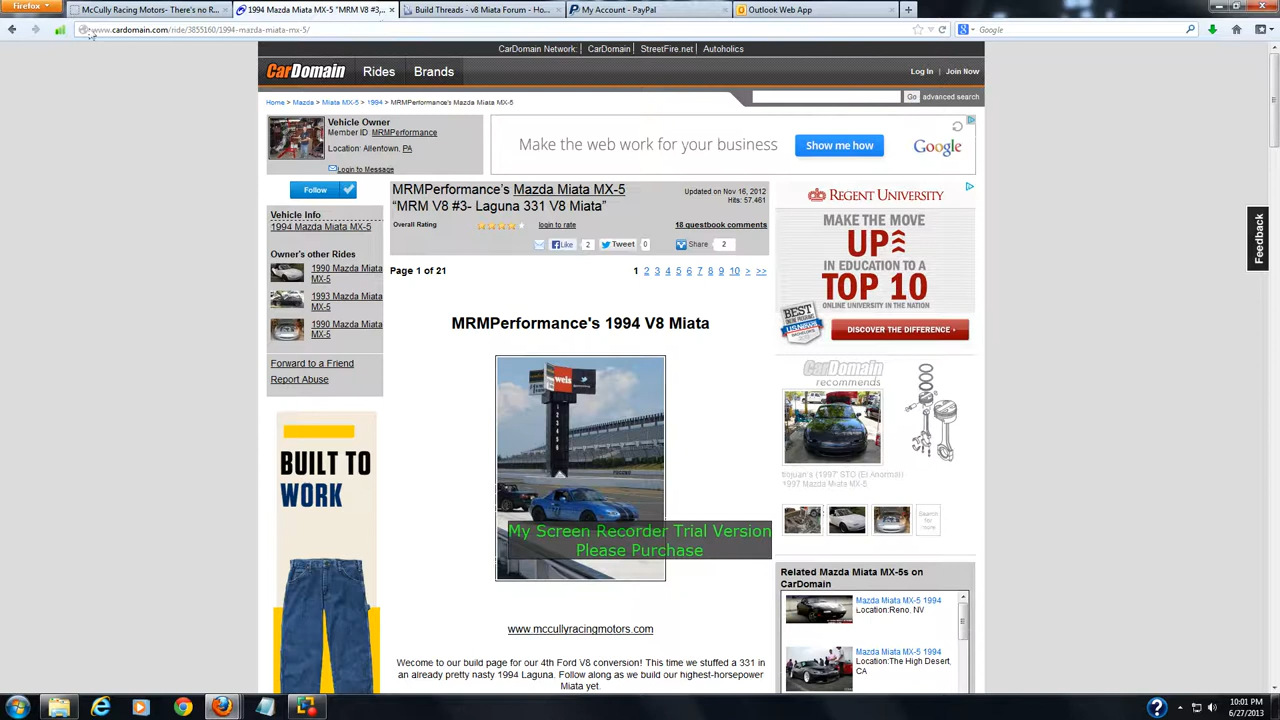 Firefox
McCully Racing Motors- There's no R...
1994 Mazda Miata MX-5 "MRM V8 #3,...
Build Threads - v8 Miata Forum - Ho...
My Account - PayPal
Outlook Web App
www.cardomain.com/ride/3855160/1994-mazda-miata-mx-5/
Google
CarDomain Network: CarDomain StreetFire.net Autoholics
CarDomain Rides Brands
Log In Join Now
Home > Mazda > Miata MX-5 > 1994 > MRMPerformance's Mazda Miata MX-5
Go advanced search
Vehicle Owner
Member ID MRMPerformance
Location: Allentown, PA
Login to Message
Make the web work for your business
Show me how
Google
Follow
Vehicle Info
1994 Mazda Miata MX-5
Owner's other Rides
1990 Mazda Miata
MX-5
1993 Mazda Miata
MX-5
1990 Mazda Miata
MX-5
Forward to a Friend
Report Abuse
BUILT TO
WORK
MRMPerformance's Mazda Miata MX-5
"MRM V8 #3- Laguna 331 V8 Miata"
Updated on Nov 16, 2012
Hits: 57,461
Overall Rating
login to rate
18 guestbook comments
Like 2 Tweet 0 Share 2
Page 1 of 21
1 2 3 4 5 6 7 8 9 10 > >>
MRMPerformance's 1994 V8 Miata
weis
My Screen Recorder Trial Version
Please Purchase
www.mccullyracingmotors.com
Welcome to our build page for our 4th Ford V8 conversion! This time we stuffed a 331 in
an already pretty nasty 1994 Laguna. Follow along as we build our highest-horsepower
Miata yet.
REGENT UNIVERSITY
MAKE THE MOVE
UP
IN EDUCATION TO A
TOP 10
ONLINE UNIVERSITY IN THE NATION
BEST
DISCOVER THE DIFFERENCE ›
CarDomain
recommends
1997 Mazda Miata MX-5
Search
for
more
Related Mazda Miata MX-5s on
CarDomain
Mazda Miata MX-5 1994
Location:Reno, NV
Mazda Miata MX-5 1994
Location:The High Desert,
CA
Feedback
10:01 PM
6/27/2013